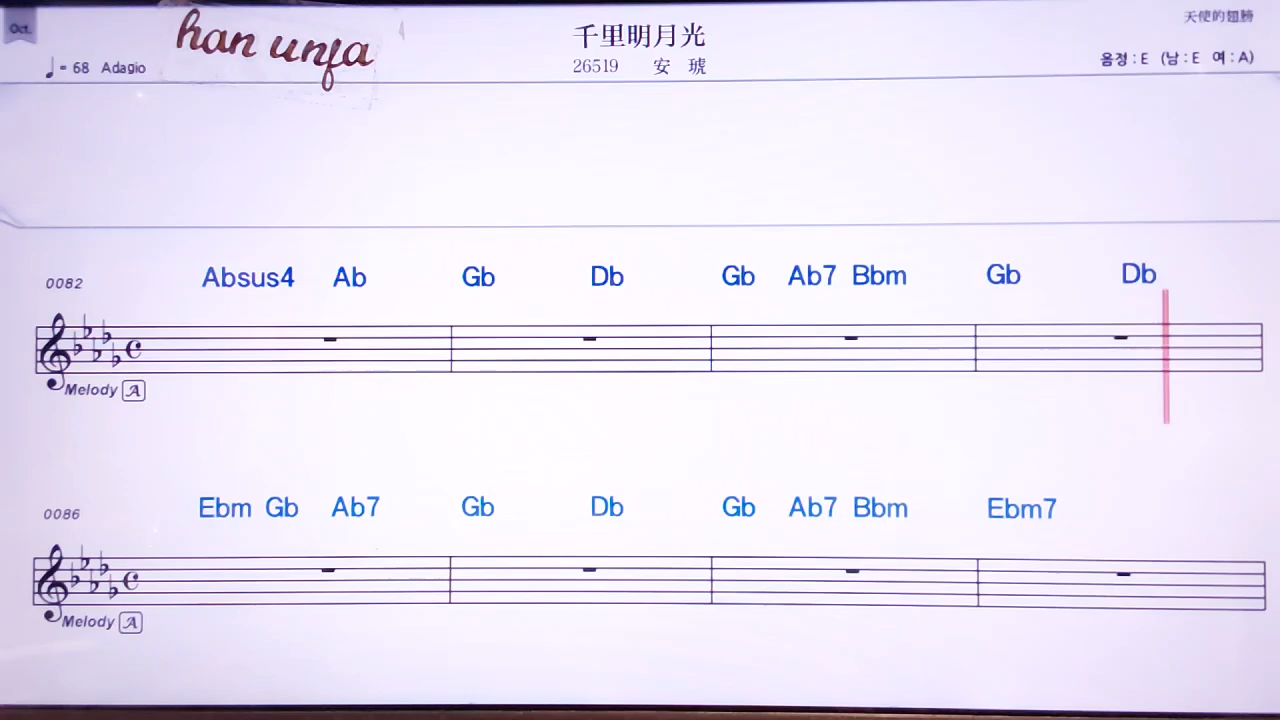 Oct.
han unfa
千里明月光
天使的翅膀
♩= 68 Adagio
26519 安 琥
음정 : E (남 : E 여 : A)
0082 Absus4 Ab Gb Db Gb Ab7 Bbm Gb Db
Melody A
0086 Ebm Gb Ab7 Gb Db Gb Ab7 Bbm Ebm7
Melody A